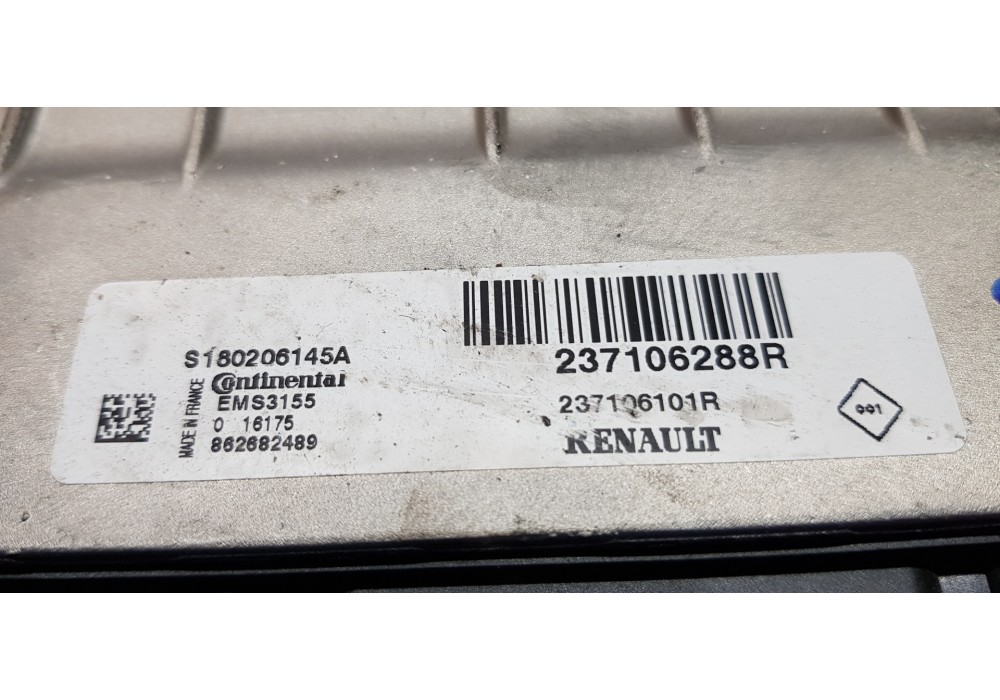 S180206145A
Continental
EMS3155
0 16175
862682489
MADE IN FRANCE
237106288R
237106101R
RENAULT
001